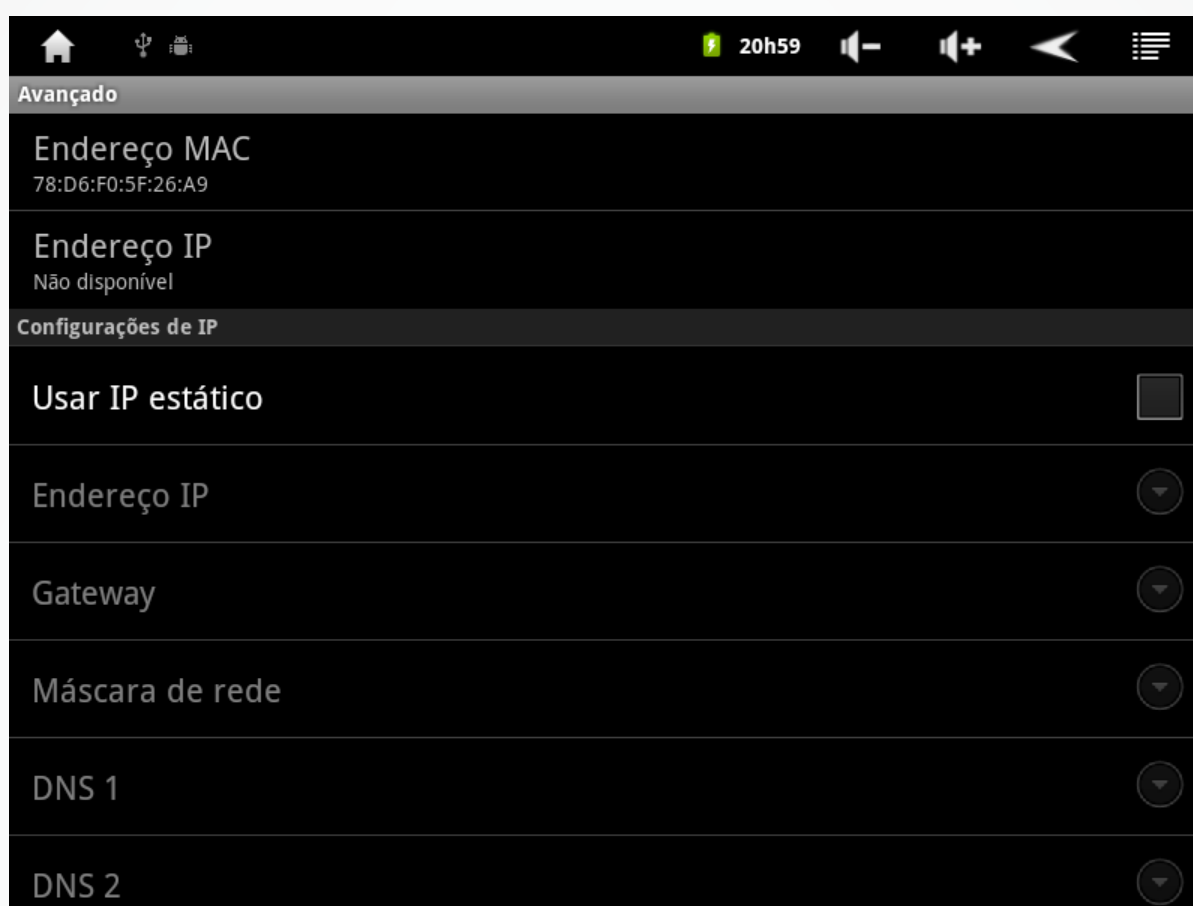 20h59
Avançado
Endereço MAC
78:D6:F0:5F:26:A9
Endereço IP
Não disponível
Configurações de IP
Usar IP estático
Endereço IP
Gateway
Máscara de rede
DNS 1
DNS 2